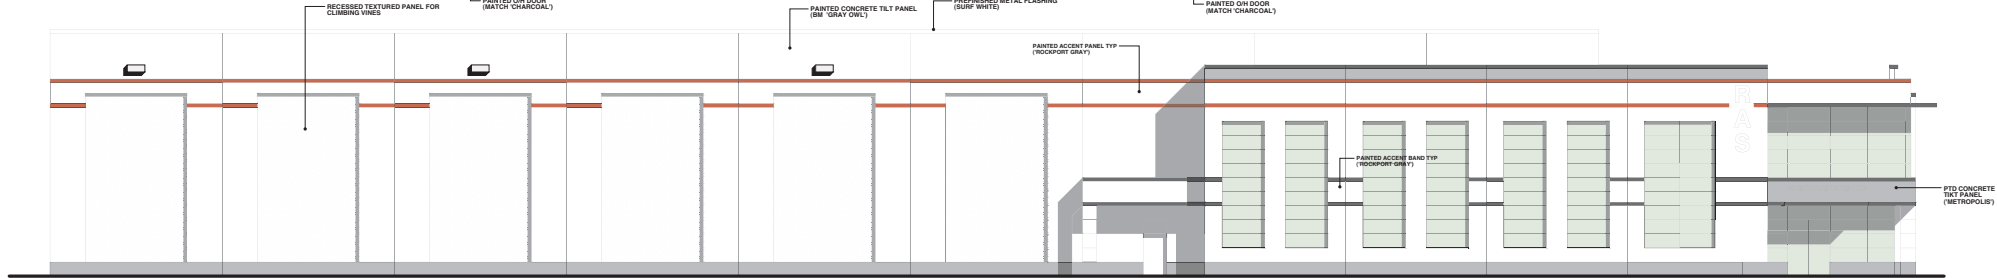 RECESSED TEXTURED PANEL FOR
CLIMBING VINES
PAINTED O/H DOOR
(MATCH 'CHARCOAL')
PAINTED CONCRETE TILT PANEL
(BM 'GRAY OWL')
PREFINISHED METAL FLASHING
(SURF WHITE)
PAINTED O/H DOOR
(MATCH 'CHARCOAL')
PAINTED ACCENT PANEL TYP
('ROCKPORT GRAY')
R
A
S
PAINTED ACCENT BAND TYP
('ROCKPORT GRAY')
PTD CONCRETE
TIKT PANEL
('METROPOLIS')